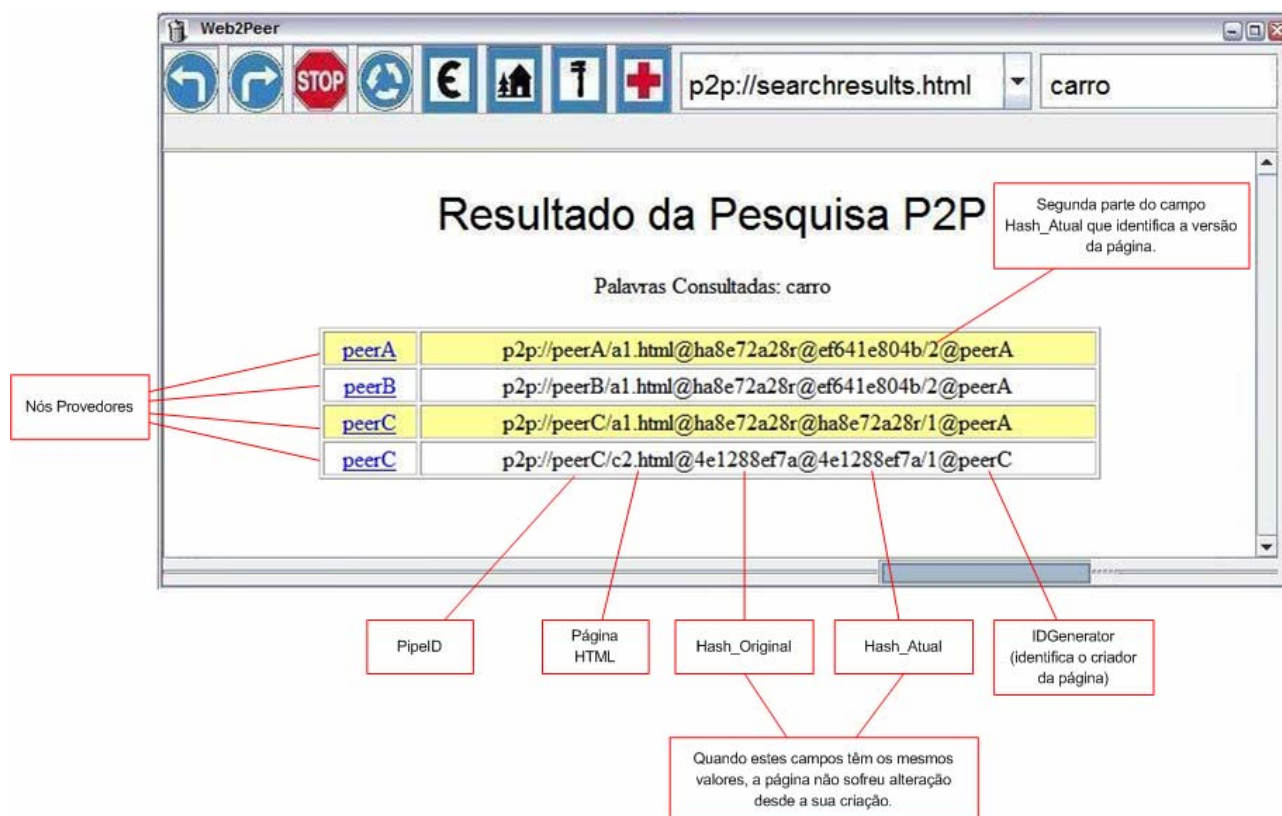 Web2Peer
STOP
p2p://searchresults.html
carro
Resultado da Pesquisa P2P
Segunda parte do campo
Hash_Atual que identifica a versão
da página.
Palavras Consultadas: carro
Nós Provedores
peerA p2p://peerA/a1.html@ha8e72a28r@ef641e804b/2@peerA
peerB p2p://peerB/a1.html@ha8e72a28r@ef641e804b/2@peerA
peerC p2p://peerC/a1.html@ha8e72a28r@ha8e72a28r/1@peerA
peerC p2p://peerC/c2.html@4e1288ef7a@4e1288ef7a/1@peerC
PipeID
Página
HTML
Hash_Original
Hash_Atual
IDGenerator
(identifica o criador
da página)
Quando estes campos têm os mesmos
valores, a página não sofreu alteração
desde a sua criação.